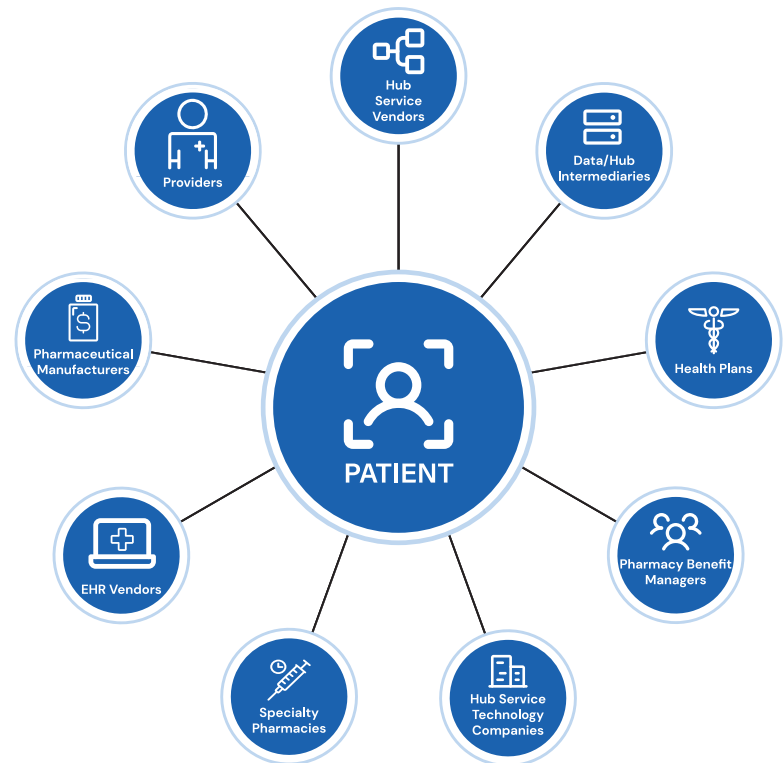 Hub
Service
Vendors
Data/Hub
Intermediaries
Health Plans
Pharmacy Benefit
Managers
Hub Service
Technology
Companies
Specialty
Pharmacies
EHR Vendors
Pharmaceutical
Manufacturers
$
Providers
PATIENT